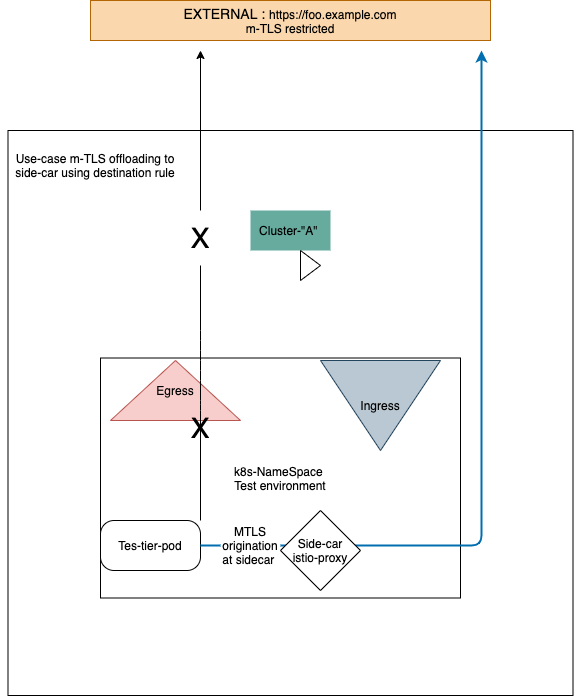 EXTERNAL : https://foo.example.com
m-TLS restricted
Use-case m-TLS offloading to
side-car using destination rule
X
Cluster-"A"
Egress
Ingress
X
k8s-NameSpace
Test environment
Tes-tier-pod
MTLS
origination
at sidecar
Side-car
istio-proxy